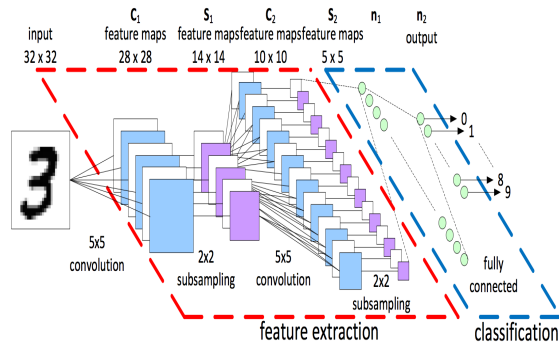 C1 S1 C2 S2 n1 n2
input feature maps feature maps feature maps feature maps output
32 x 32 28 x 28 14 x 14 10 x 10 5 x 5
3
0
1
8
9
5x5 convolution
2x2 subsampling
5x5 convolution
2x2 subsampling
fully connected
feature extraction
classification